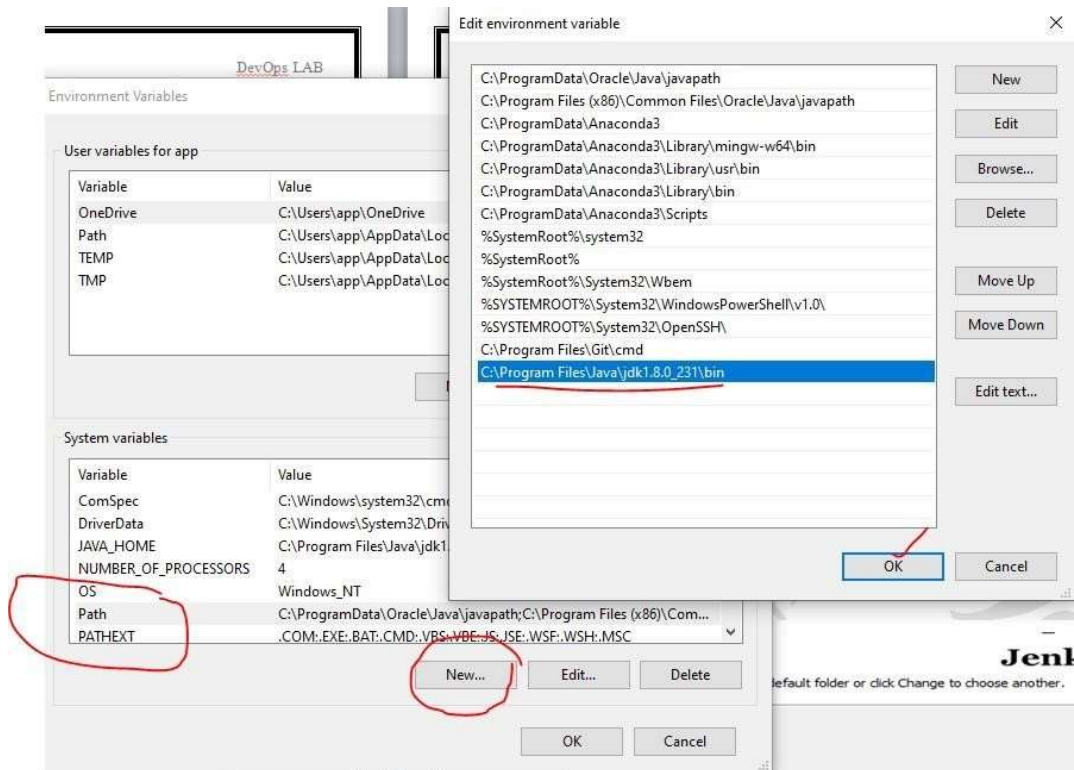 DevOps LAB
Environment Variables
User variables for app
Variable Value
OneDrive C:\Users\app\OneDrive
Path C:\Users\app\AppData\Loc
TEMP C:\Users\app\AppData\Loc
TMP C:\Users\app\AppData\Loc
System variables
Variable Value
ComSpec C:\Windows\system32\cm
DriverData C:\Windows\System32\Driv
JAVA_HOME C:\Program Files\Java\jdk1
NUMBER_OF_PROCESSORS 4
OS Windows_NT
Path C:\ProgramData\Oracle\Java\javapath;C:\Program Files (x86)\Com...
PATHEXT .COM;.EXE;.BAT;.CMD;.VBS;.VBE;.JS;.JSE;.WSF;.WSH;.MSC
New... Edit... Delete
OK Cancel
Edit environment variable
C:\ProgramData\Oracle\Java\javapath
C:\Program Files (x86)\Common Files\Oracle\Java\javapath
C:\ProgramData\Anaconda3
C:\ProgramData\Anaconda3\Library\mingw-w64\bin
C:\ProgramData\Anaconda3\Library\usr\bin
C:\ProgramData\Anaconda3\Library\bin
C:\ProgramData\Anaconda3\Scripts
%SystemRoot%\system32
%SystemRoot%
%SystemRoot%\System32\Wbem
%SYSTEMROOT%\System32\WindowsPowerShell\v1.0\
%SYSTEMROOT%\System32\OpenSSH\
C:\Program Files\Git\cmd
C:\Program Files\Java\jdk1.8.0_231\bin
New
Edit
Browse...
Delete
Move Up
Move Down
Edit text...
OK Cancel
Jenk
default folder or click Change to choose another.